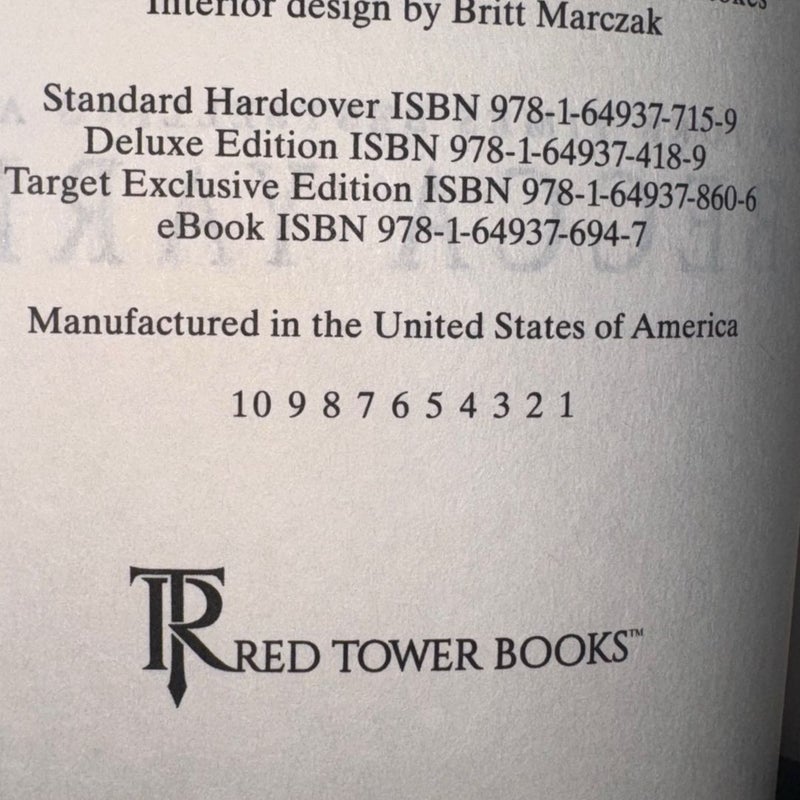 Interior design by Britt Marczak
Standard Hardcover ISBN 978-1-64937-715-9
Deluxe Edition ISBN 978-1-64937-418-9
Target Exclusive Edition ISBN 978-1-64937-860-6
eBook ISBN 978-1-64937-694-7
Manufactured in the United States of America
10 9 8 7 6 5 4 3 2 1
TR RED TOWER BOOKS™